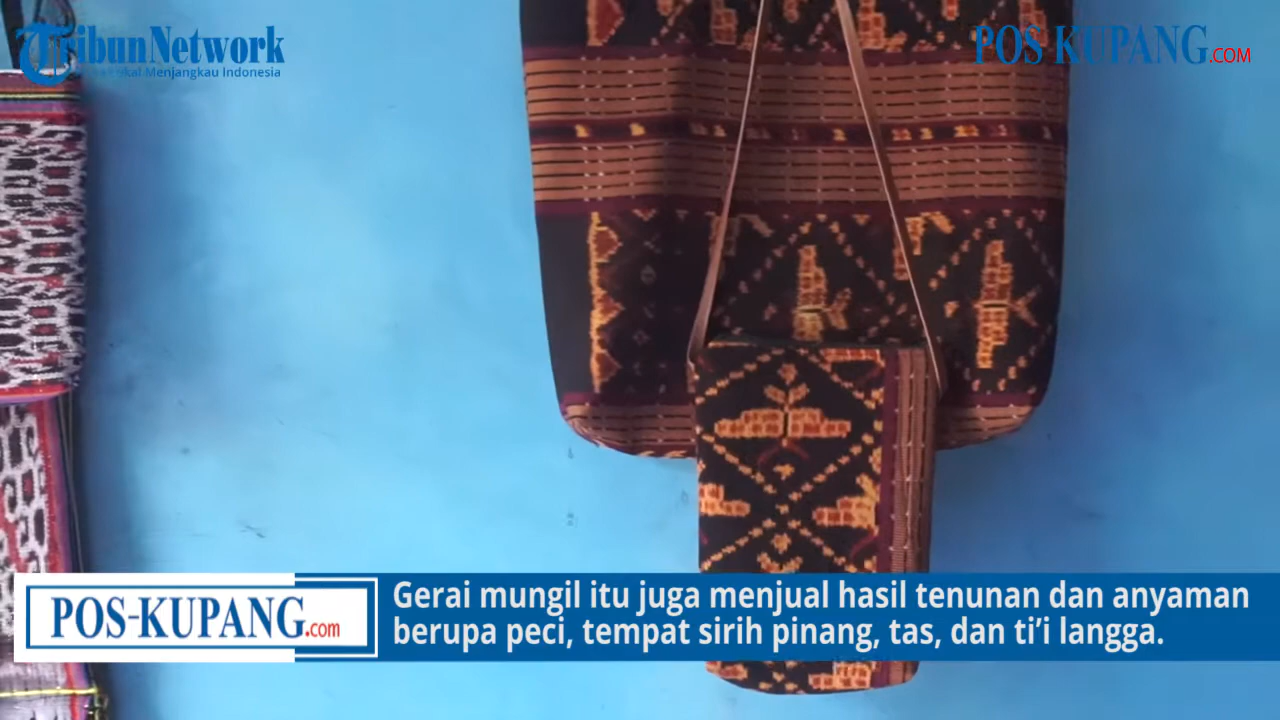 TribunNetwork
kal Menjangkau Indonesia
POS KUPANG.COM
POS-KUPANG.com
Gerai mungil itu juga menjual hasil tenunan dan anyaman
berupa peci, tempat sirih pinang, tas, dan ti’i langga.